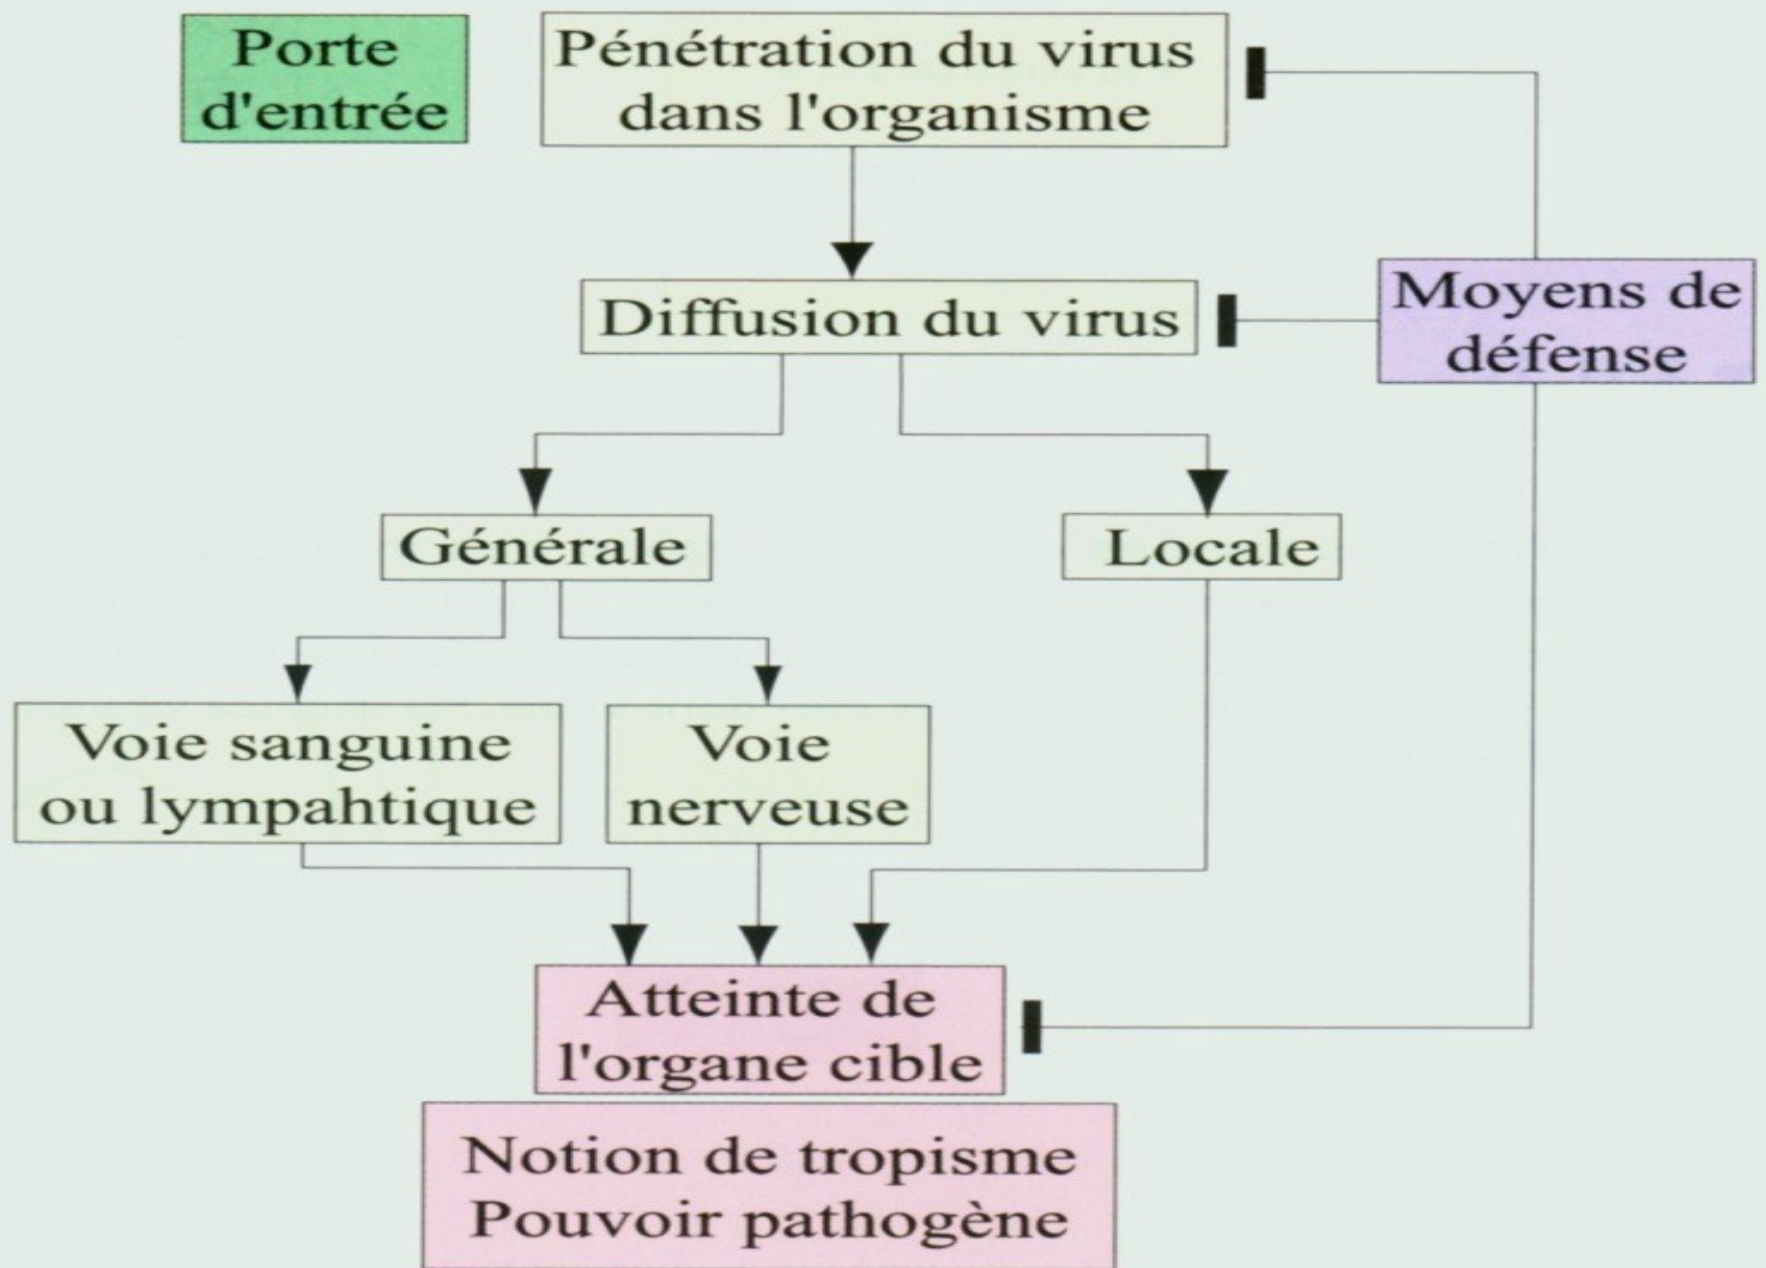 Porte
d'entrée
Pénétration du virus
dans l'organisme
Diffusion du virus
Moyens de
défense
Générale
Locale
Voie sanguine
ou lympahtique
Voie
nerveuse
Atteinte de
l'organe cible
Notion de tropisme
Pouvoir pathogène